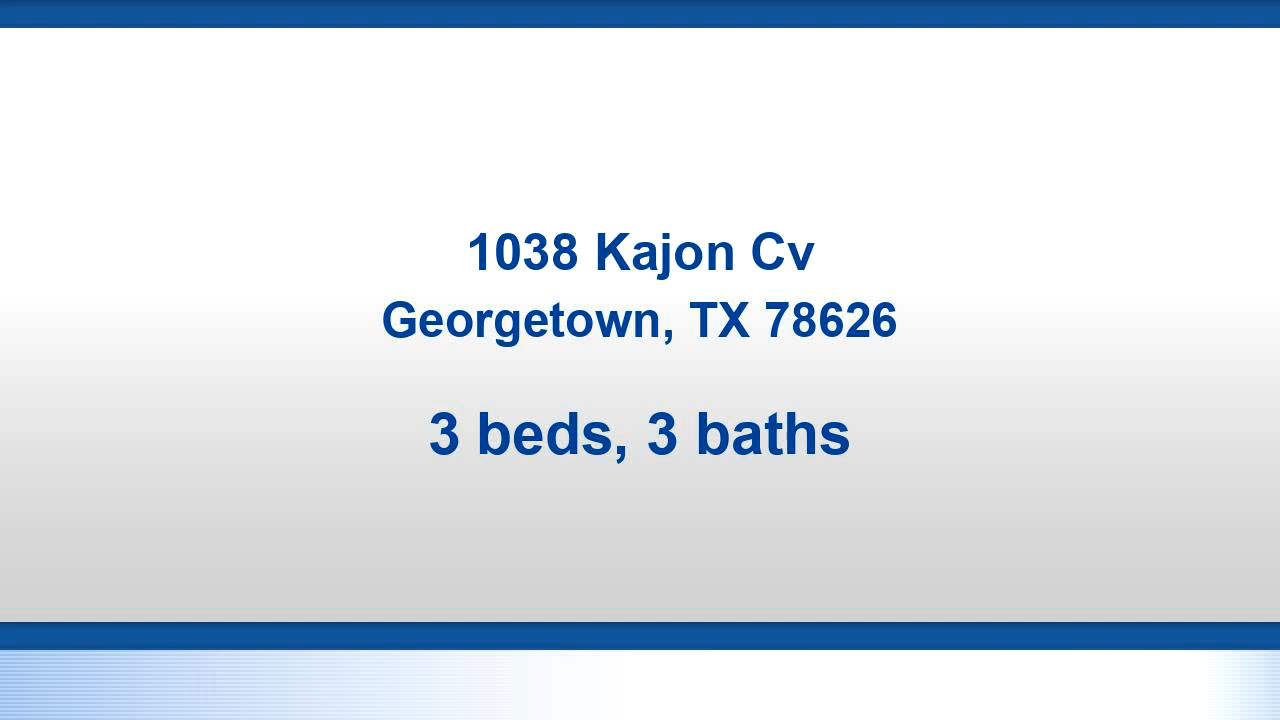 1038 Kajon Cv
Georgetown, TX 78626
3 beds, 3 baths